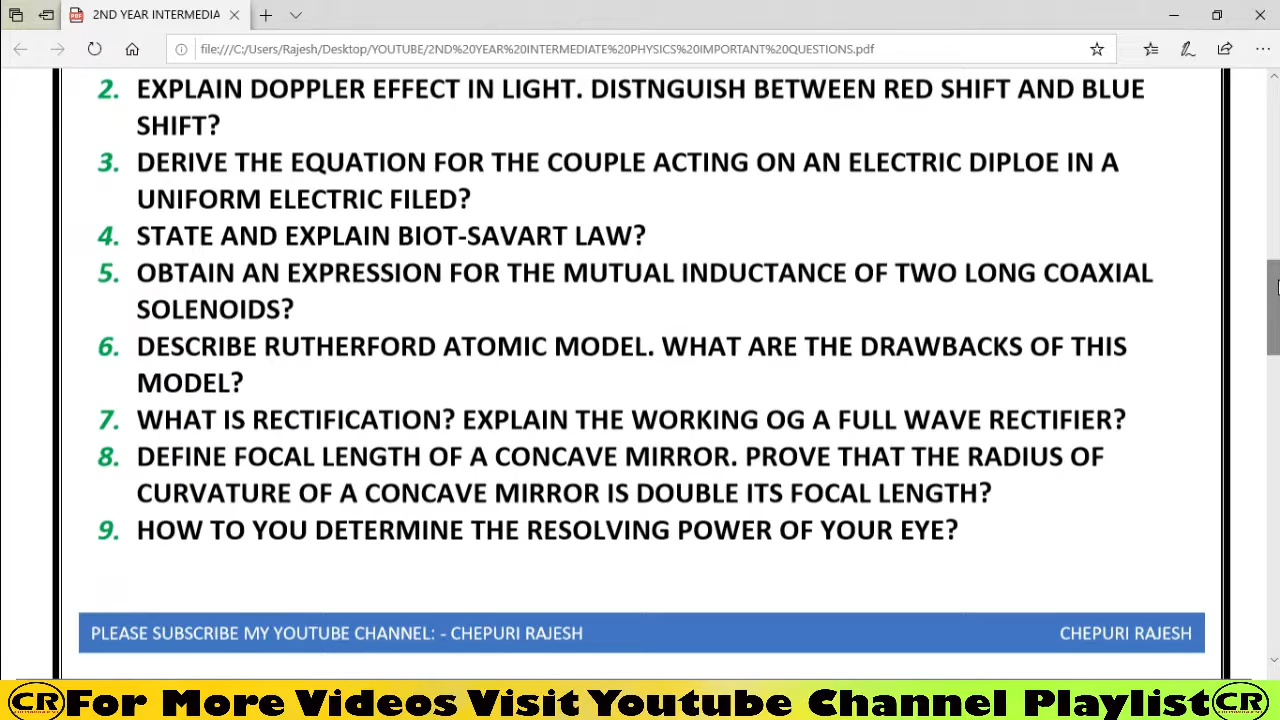 2ND YEAR INTERMEDIA
file:///C:/Users/Rajesh/Desktop/YOUTUBE/2ND%20YEAR%20INTERMEDIATE%20PHYSICS%20IMPORTANT%20QUESTIONS.pdf
2. EXPLAIN DOPPLER EFFECT IN LIGHT. DISTNGUISH BETWEEN RED SHIFT AND BLUE
SHIFT?
3. DERIVE THE EQUATION FOR THE COUPLE ACTING ON AN ELECTRIC DIPLOE IN A
UNIFORM ELECTRIC FILED?
4. STATE AND EXPLAIN BIOT-SAVART LAW?
5. OBTAIN AN EXPRESSION FOR THE MUTUAL INDUCTANCE OF TWO LONG COAXIAL
SOLENOIDS?
6. DESCRIBE RUTHERFORD ATOMIC MODEL. WHAT ARE THE DRAWBACKS OF THIS
MODEL?
7. WHAT IS RECTIFICATION? EXPLAIN THE WORKING OG A FULL WAVE RECTIFIER?
8. DEFINE FOCAL LENGTH OF A CONCAVE MIRROR. PROVE THAT THE RADIUS OF
CURVATURE OF A CONCAVE MIRROR IS DOUBLE ITS FOCAL LENGTH?
9. HOW TO YOU DETERMINE THE RESOLVING POWER OF YOUR EYE?
PLEASE SUBSCRIBE MY YOUTUBE CHANNEL: - CHEPURI RAJESH CHEPURI RAJESH
CR For More Videos Visit Youtube Channel Playlist CR